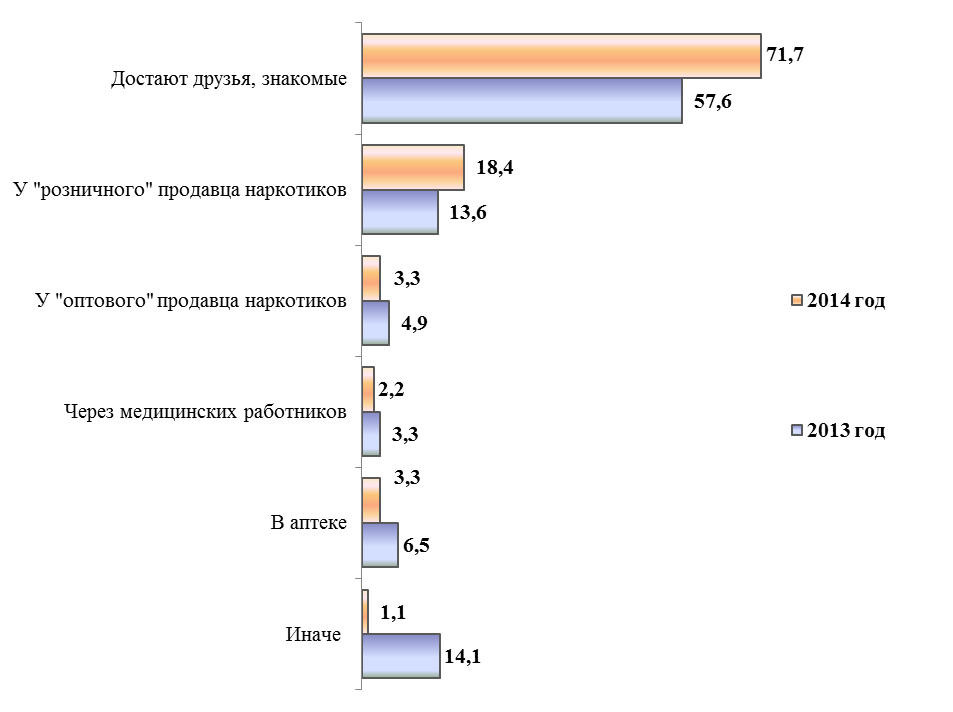 71,7
Достают друзья, знакомые
57,6
18,4
У "розничного" продавца наркотиков
13,6
3,3
У "оптового" продавца наркотиков
4,9
2014 год
2,2
Через медицинских работников
3,3
2013 год
3,3
В аптеке
6,5
1,1
Иначе
14,1